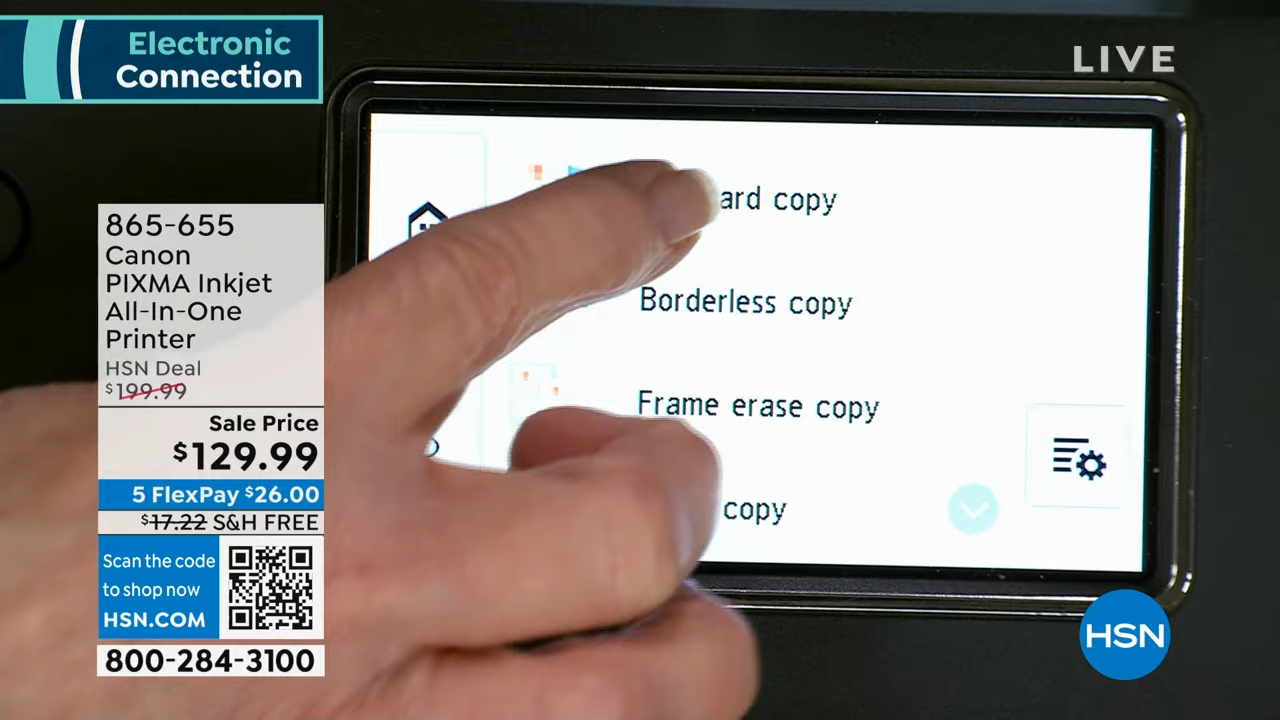 Electronic
Connection
LIVE
865-655
Canon
PIXMA Inkjet
All-In-One
Printer
HSN Deal
$199.99
Sale Price
$129.99
5 FlexPay $26.00
$17.22 S&H FREE
Scan the code
to shop now
HSN.COM
800-284-3100
copy
Borderless copy
Frame erase copy
copy
HSN